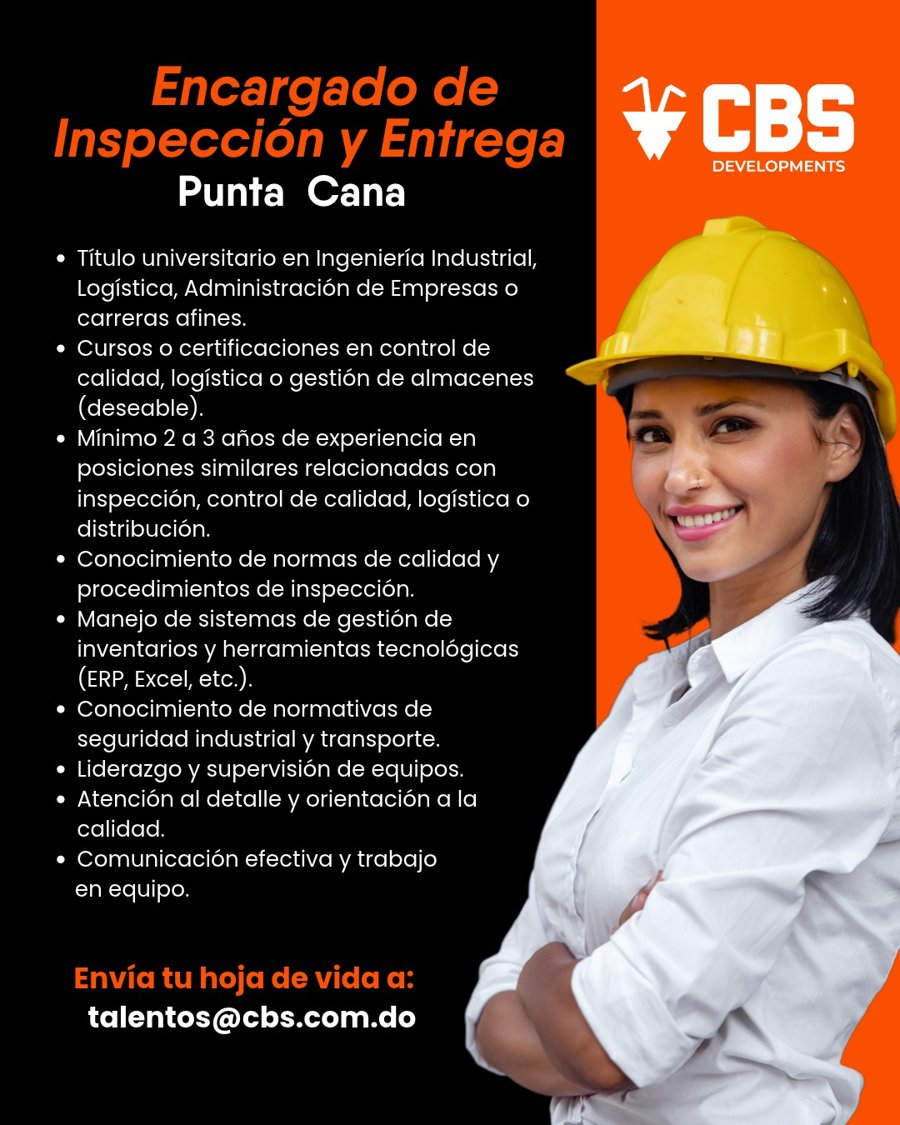 Encargado de
Inspección y Entrega
Punta Cana
CBS
DEVELOPMENTS
• Título universitario en Ingeniería Industrial,
Logística, Administración de Empresas o
carreras afines.
• Cursos o certificaciones en control de
calidad, logística o gestión de almacenes
(deseable).
• Mínimo 2 a 3 años de experiencia en
posiciones similares relacionadas con
inspección, control de calidad, logística o
distribución.
• Conocimiento de normas de calidad y
procedimientos de inspección.
• Manejo de sistemas de gestión de
inventarios y herramientas tecnológicas
(ERP, Excel, etc.).
• Conocimiento de normativas de
seguridad industrial y transporte.
• Liderazgo y supervisión de equipos.
• Atención al detalle y orientación a la
calidad.
• Comunicación efectiva y trabajo
en equipo.
Envía tu hoja de vida a:
talentos@cbs.com.do